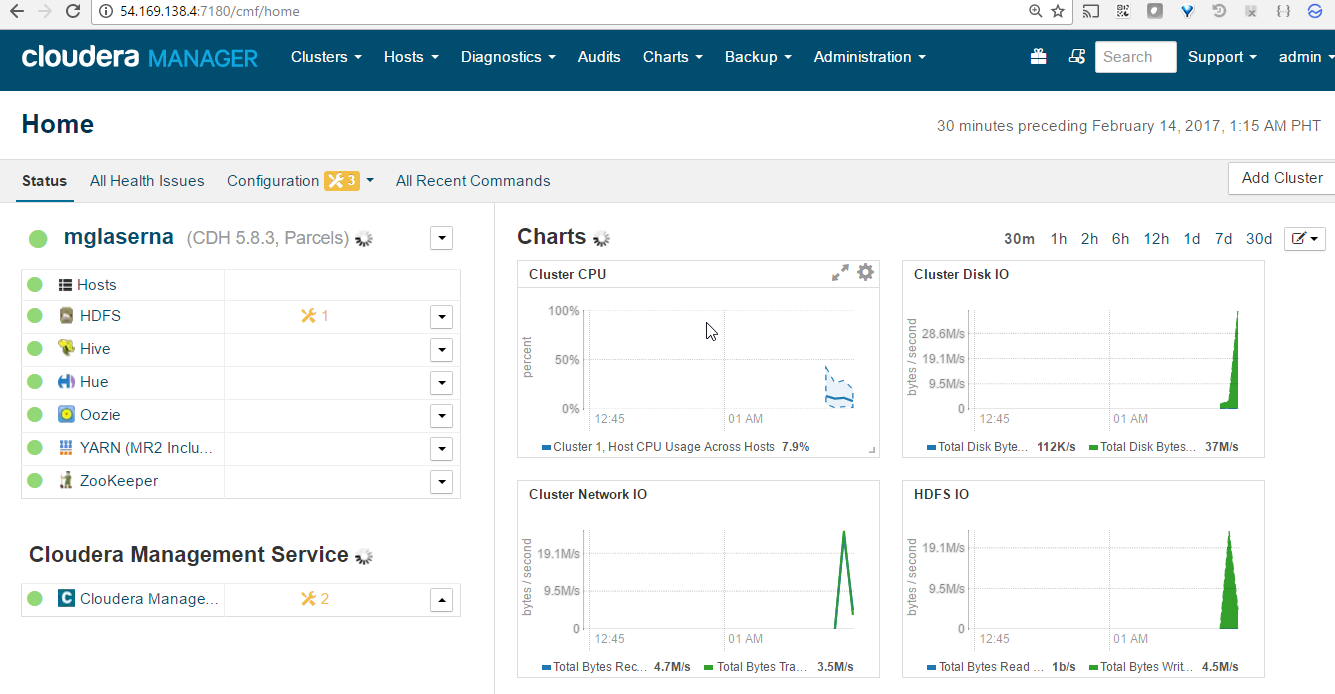 54.169.138.4:7180/cmf/home
cloudera MANAGER Clusters Hosts Diagnostics Audits Charts Backup Administration Search Support admin
Home
30 minutes preceding February 14, 2017, 1:15 AM PHT
Status All Health Issues Configuration 3 All Recent Commands Add Cluster
mglaserna (CDH 5.8.3, Parcels)
Hosts
HDFS 1
Hive
Hue
Oozie
YARN (MR2 Inclu...
ZooKeeper
Cloudera Management Service
C Cloudera Manage... 2
Charts 30m 1h 2h 6h 12h 1d 7d 30d
Cluster CPU
percent
100%
50%
0%
12:45 01 AM
Cluster 1, Host CPU Usage Across Hosts 7.9%
Cluster Disk IO
bytes / second
28.6M/s
19.1M/s
9.5M/s
0
12:45 01 AM
Total Disk Byte... 112K/s Total Disk Bytes... 37M/s
Cluster Network IO
bytes / second
19.1M/s
9.5M/s
0
12:45 01 AM
Total Bytes Rec... 4.7M/s Total Bytes Tra... 3.5M/s
HDFS IO
bytes / second
19.1M/s
9.5M/s
0
12:45 01 AM
Total Bytes Read ... 1b/s Total Bytes Writ... 4.5M/s